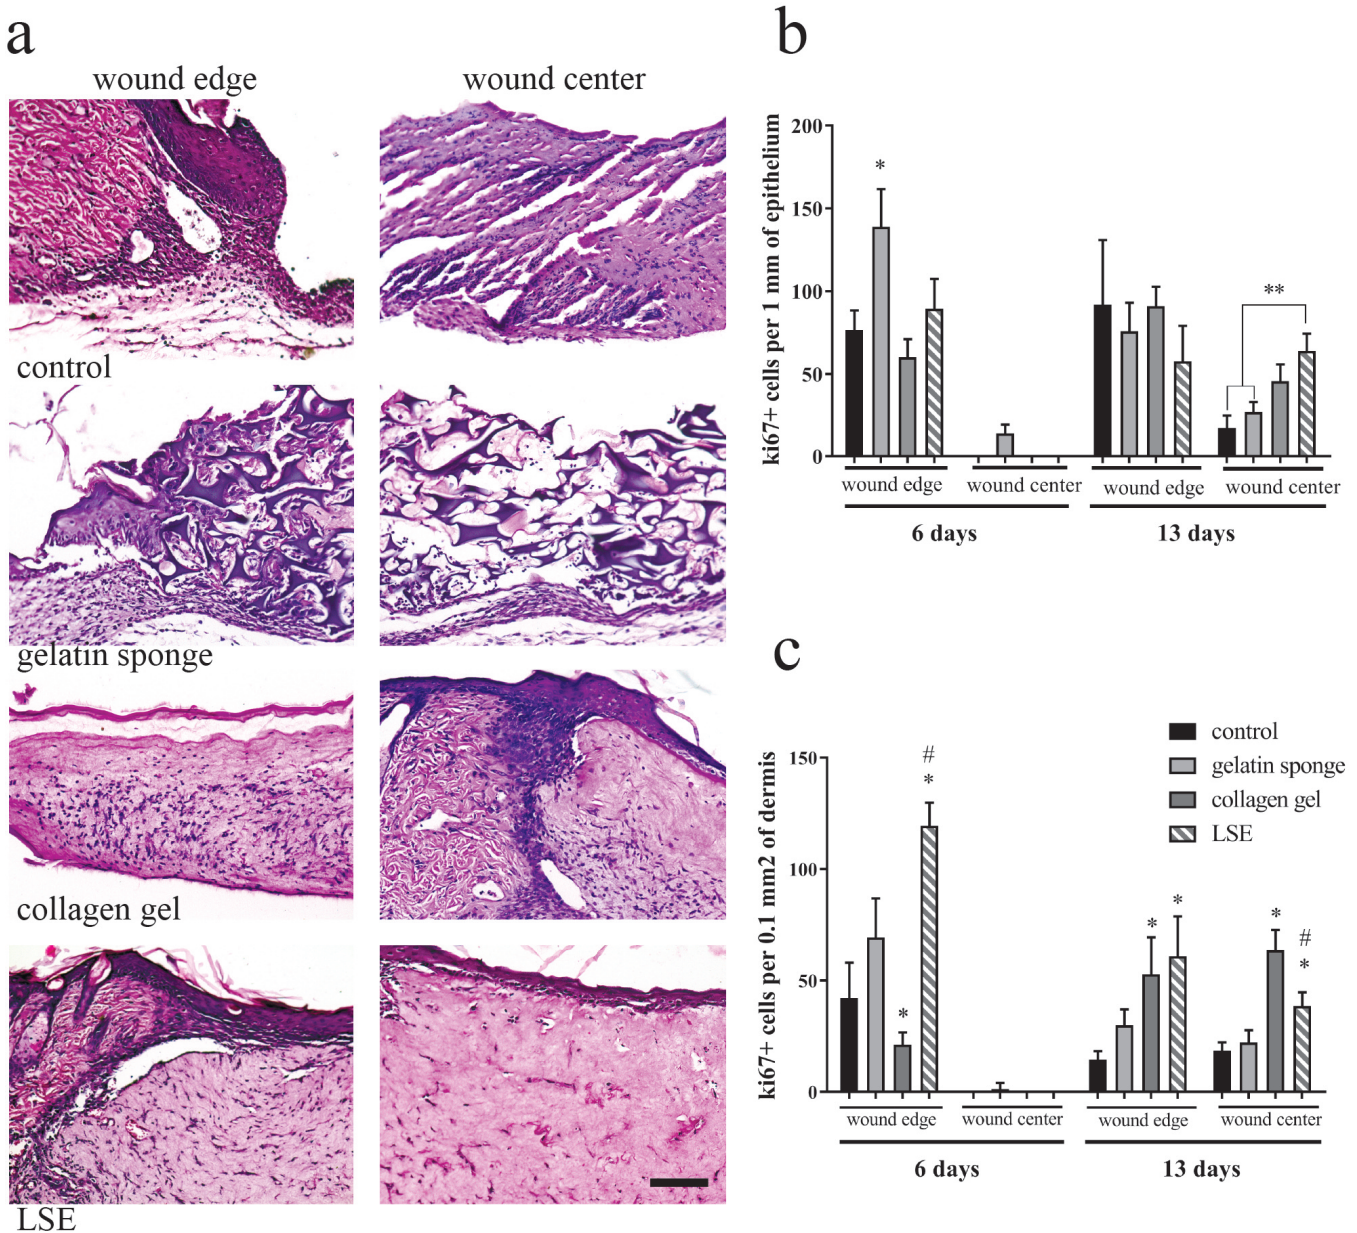 a
wound edge
wound center
control
gelatin sponge
collagen gel
LSE
b
ki67+ cells per 1 mm of epithelium
200
150
100
50
0
*
**
wound edge
wound center
wound edge
wound center
6 days
13 days
c
control
gelatin sponge
collagen gel
LSE
ki67+ cells per 0.1 mm2 of dermis
150
100
50
0
*
#
*
*
*
*
#
*
wound edge
wound center
wound edge
wound center
6 days
13 days